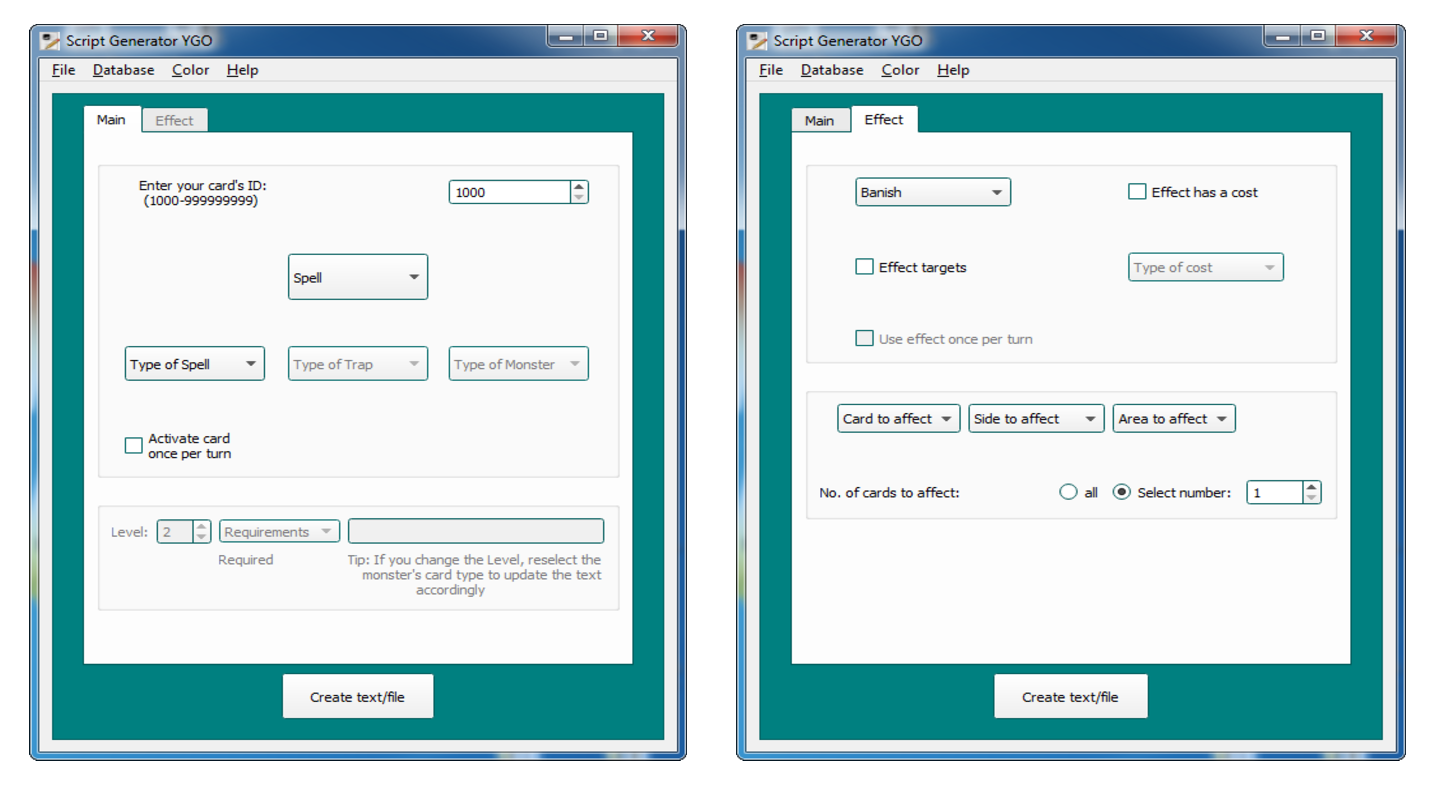 Script Generator YGO
File Database Color Help
Main Effect
Enter your card's ID:
(1000-999999999)
1000
Spell
Type of Spell
Type of Trap
Type of Monster
Activate card
once per turn
Level: 2 Requirements
Required
Tip: If you change the Level, reselect the
monster's card type to update the text
accordingly
Create text/file
Script Generator YGO
File Database Color Help
Main Effect
Banish
Effect has a cost
Effect targets
Type of cost
Use effect once per turn
Card to affect
Side to affect
Area to affect
No. of cards to affect: all Select number: 1
Create text/file